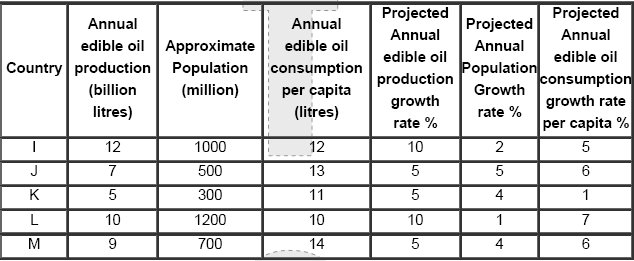 Country
Annual
edible oil
production
(billion
litres)
Approximate
Population
(million)
Annual
edible oil
consumption
per capita
(litres)
Projected
Annual
edible oil
production
growth
rate %
Projected
Annual
Population
Growth
rate %
Projected
Annual
edible oil
consumption
growth rate
per capita %
I 12 1000 12 10 2 5
J 7 500 13 5 5 6
K 5 300 11 5 4 1
L 10 1200 10 10 1 7
M 9 700 14 5 4 6